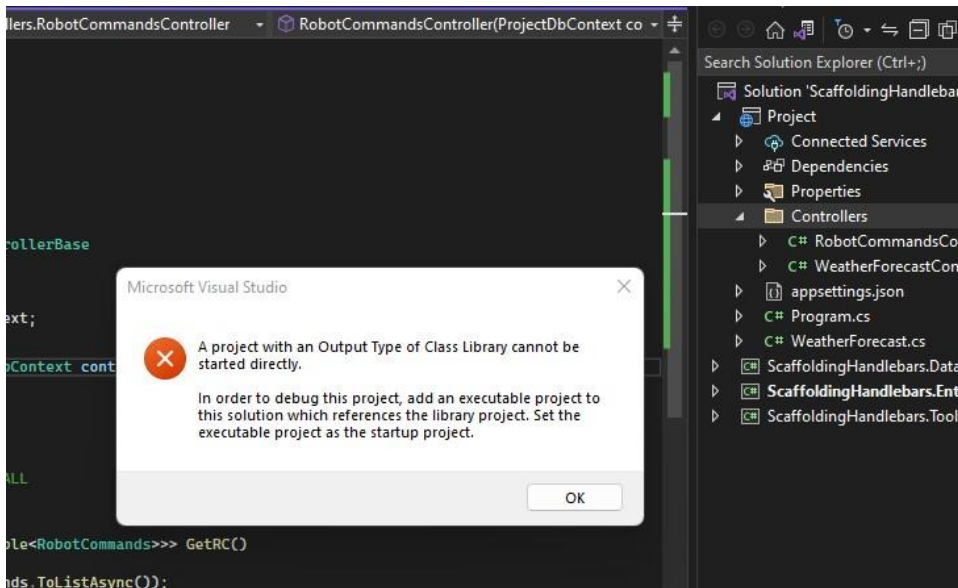 llers.RobotCommandsController
RobotCommandsController(ProjectDbContext co
Search Solution Explorer (Ctrl+;)
Solution 'ScaffoldingHandlebar
Project
Connected Services
Dependencies
Properties
Controllers
C# RobotCommandsCo
C# WeatherForecastCon
appsettings.json
C# Program.cs
C# WeatherForecast.cs
C# ScaffoldingHandlebars.Data
C# ScaffoldingHandlebars.Ent
C# ScaffoldingHandlebars.Tool
rollerBase
ext;
bContext cont
ALL
ble<RobotCommands>>> GetRC()
nds.ToListAsync());
Microsoft Visual Studio
A project with an Output Type of Class Library cannot be
started directly.
In order to debug this project, add an executable project to
this solution which references the library project. Set the
executable project as the startup project.
OK